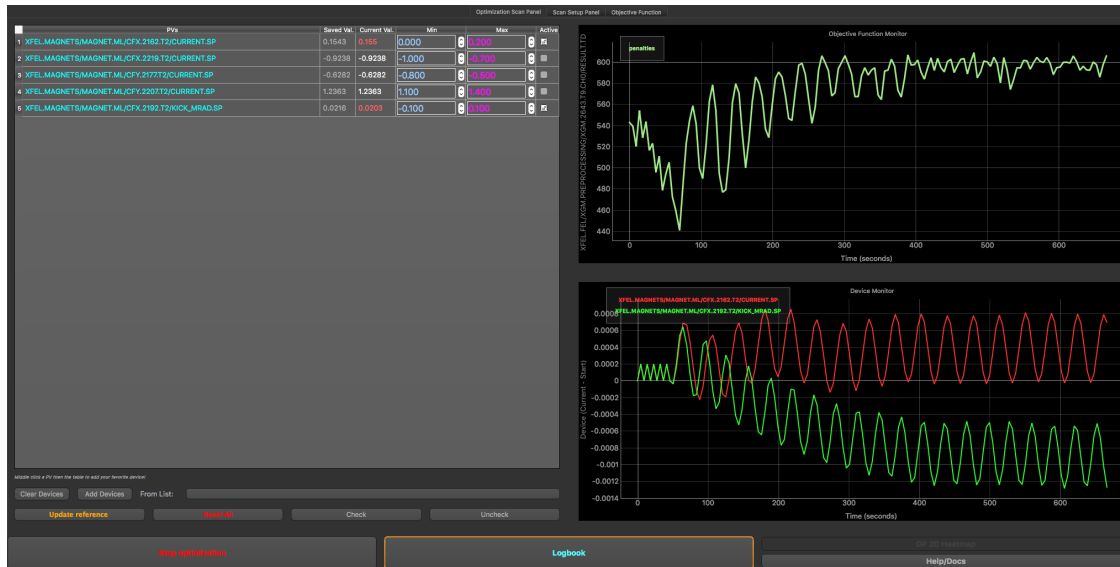 Optimization Scan Panel Scan Setup Panel Objective Function
PVs Saved Val. Current Val. Min Max Active
1 XFEL.MAGNETS/MAGNET.ML/CFX.2162.T2/CURRENT.SP 0.1543 0.155 0.000 0.200
2 XFEL.MAGNETS/MAGNET.ML/CFX.2219.T2/CURRENT.SP -0.9238 -0.9238 -1.000 -0.700
3 XFEL.MAGNETS/MAGNET.ML/CFY.2177.T2/CURRENT.SP -0.6282 -0.6282 -0.800 -0.500
4 XFEL.MAGNETS/MAGNET.ML/CFY.2207.T2/CURRENT.SP 1.2363 1.2363 1.100 1.400
5 XFEL.MAGNETS/MAGNET.ML/CFX.2192.T2/KICK_MRAD.SP 0.0216 0.0203 -0.100 0.100
Middle click a PV from the table to add your favorite device!
Clear Devices Add Devices From List:
Update reference Reset All Check Uncheck
Stop optimization Logbook
Help/Docs
Objective Function Monitor
penalties
XFEL.FEL/XGM.PREPROCESSING/XGM.2643.T9.CH0/RESULT.TD
600
580
560
540
520
500
480
460
440
0 100 200 300 400 500 600
Time (seconds)
Device Monitor
XFEL.MAGNETS/MAGNET.ML/CFX.2162.T2/CURRENT.SP
XFEL.MAGNETS/MAGNET.ML/CFX.2192.T2/KICK_MRAD.SP
Device (Current - Start)
0.0008
0.0006
0.0004
0.0002
0
-0.0002
-0.0004
-0.0006
-0.0008
-0.001
-0.0012
-0.0014
0 100 200 300 400 500 600
Time (seconds)